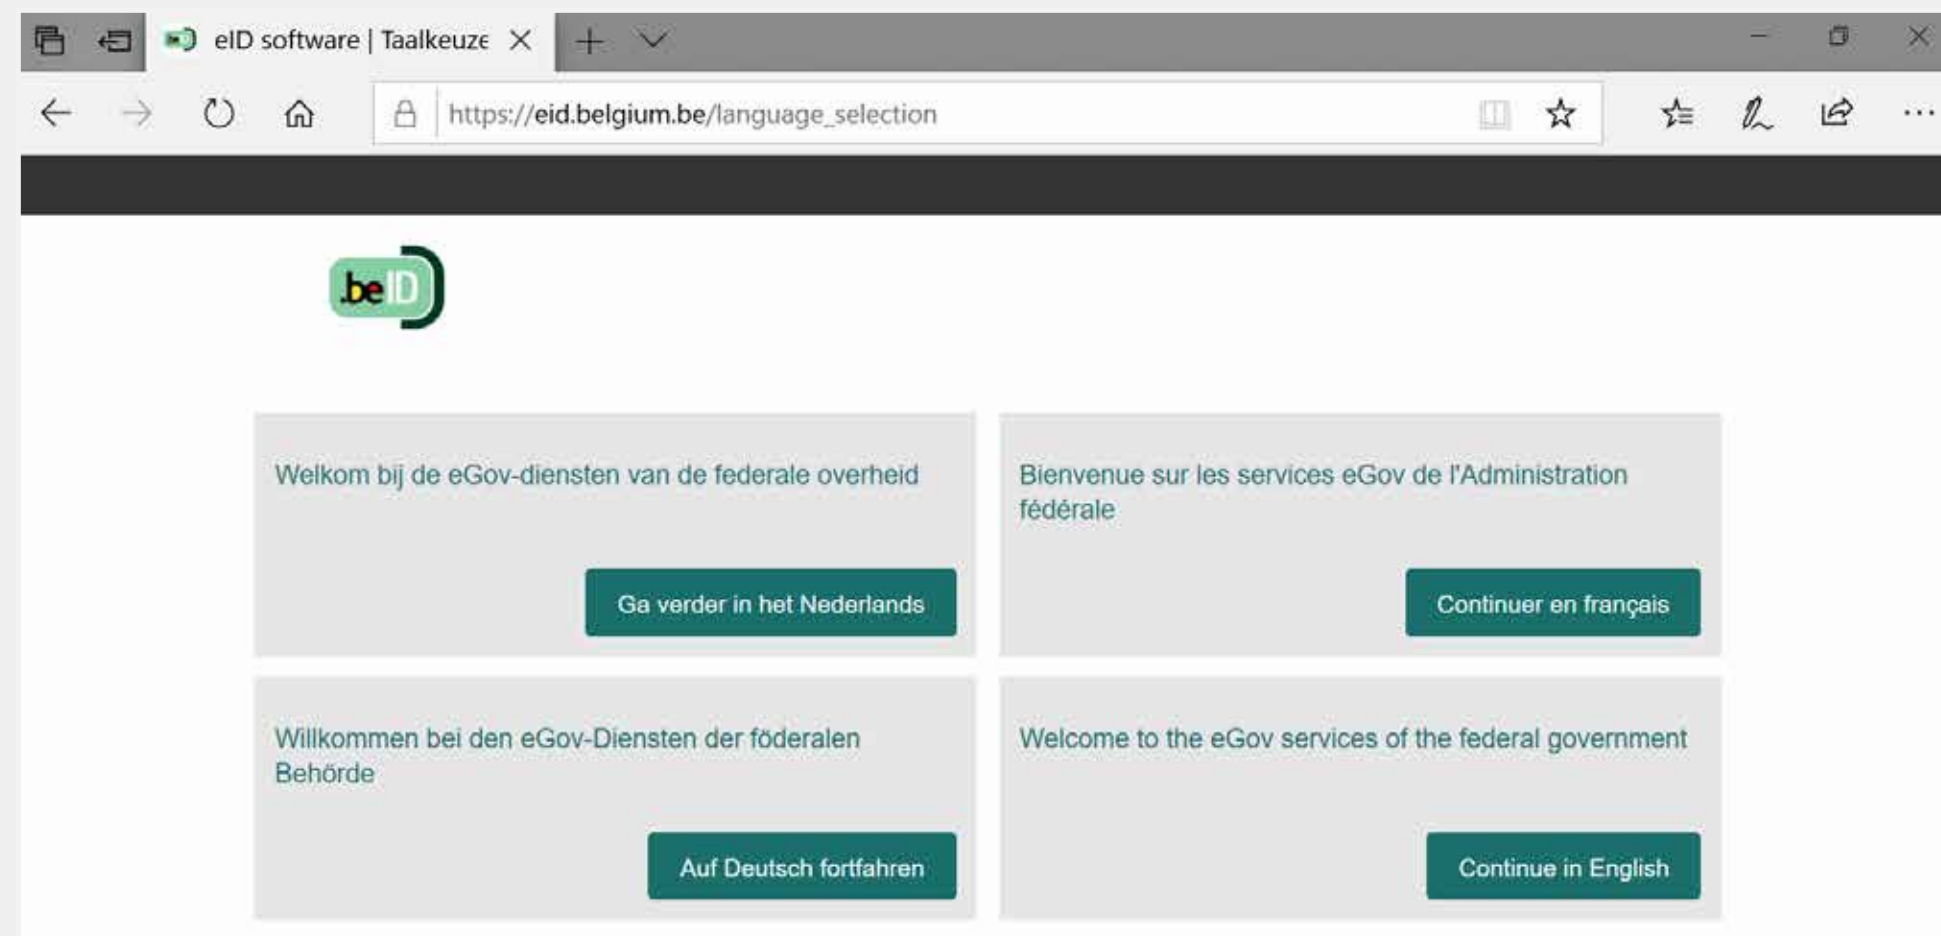 eID software | Taalkeuze
https://eid.belgium.be/language_selection
.beID
Welkom bij de eGov-diensten van de federale overheid
Ga verder in het Nederlands
Bienvenue sur les services eGov de l'Administration
fédérale
Continuer en français
Willkommen bei den eGov-Diensten der föderalen
Behörde
Auf Deutsch fortfahren
Welcome to the eGov services of the federal government
Continue in English